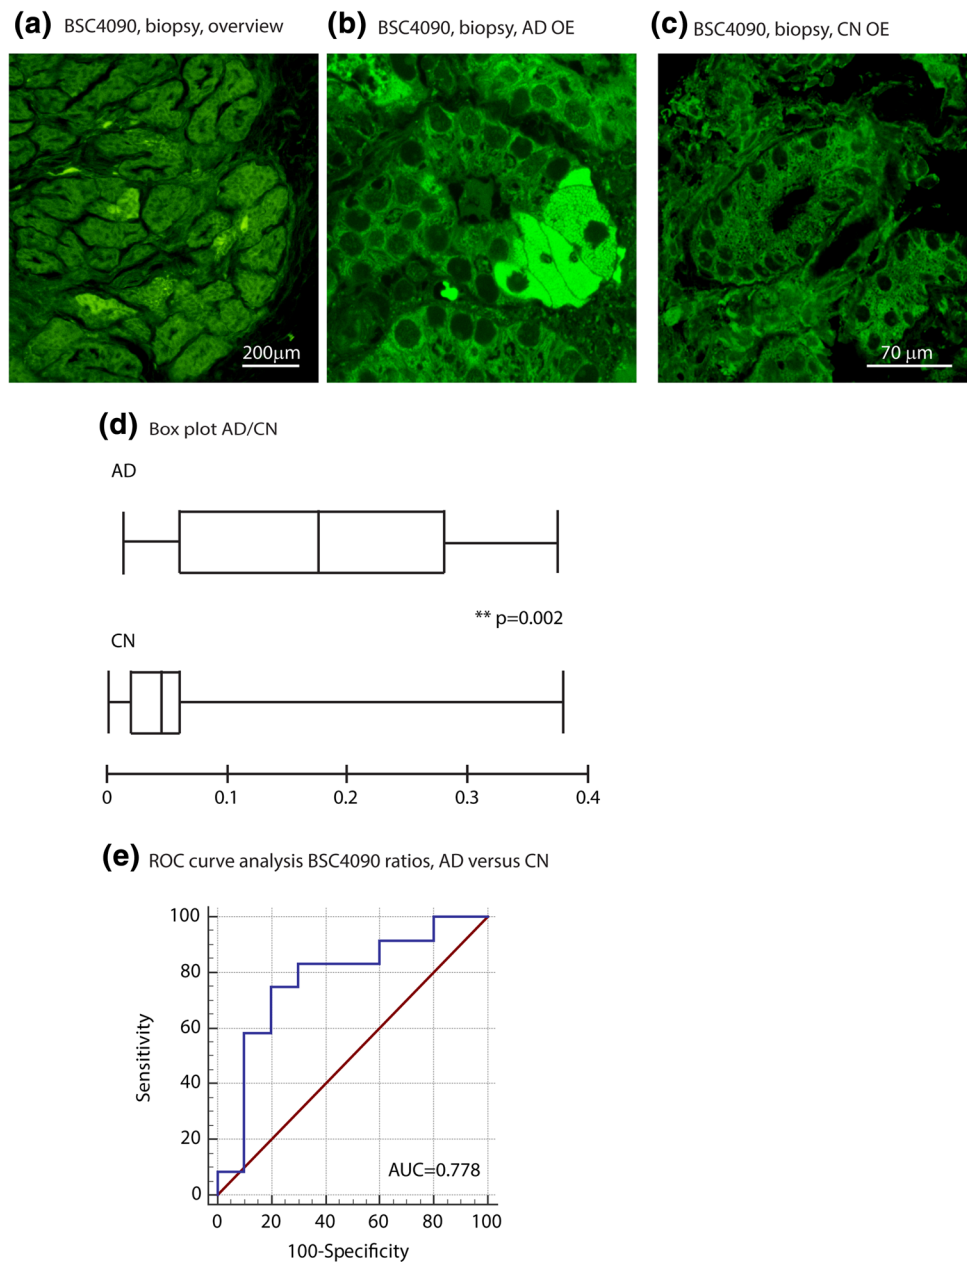 (a) BSC4090, biopsy, overview
(b) BSC4090, biopsy, AD OE
(c) BSC4090, biopsy, CN OE
200μm
70 μm
(d) Box plot AD/CN
AD
** p=0.002
CN
0 0.1 0.2 0.3 0.4
(e) ROC curve analysis BSC4090 ratios, AD versus CN
100
80
60
40
20
0
Sensitivity
AUC=0.778
0 20 40 60 80 100
100-Specificity